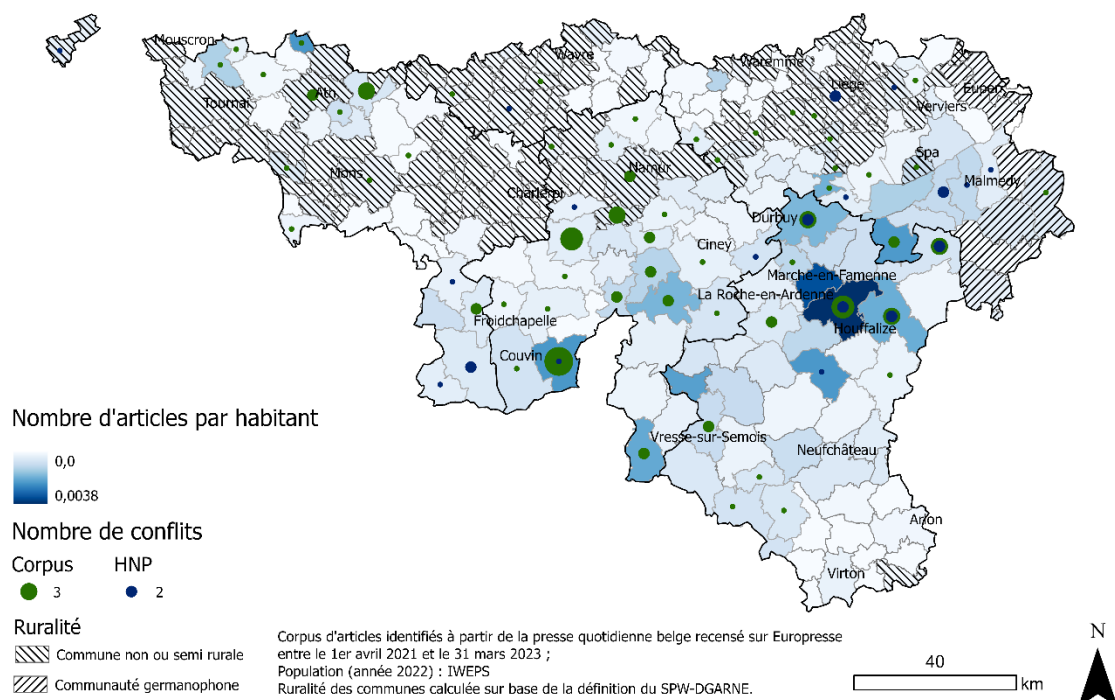 Mouscron
Wavre
Waremme
Tournai
Ath
Liège
Eupen
Verviers
Mons
Namur
Spa
Charleroi
Malmedy
Durbuy
Ciney
Marche-en-Famenne
La Roche-en-Ardenne
Froidchapelle
Houffalize
Couvin
Vresse-sur-Semois
Neufchâteau
Arlon
Virton
Nombre d'articles par habitant
0,0
0,0038
Nombre de conflits
Corpus HNP
3 2
Ruralité
Commune non ou semi rurale
Communauté germanophone
Corpus d'articles identifiés à partir de la presse quotidienne belge recensé sur Europresse
entre le 1er avril 2021 et le 31 mars 2023 ;
Population (année 2022) : IWEPS
Ruralité des communes calculée sur base de la définition du SPW-DGARNE.
40
km
N